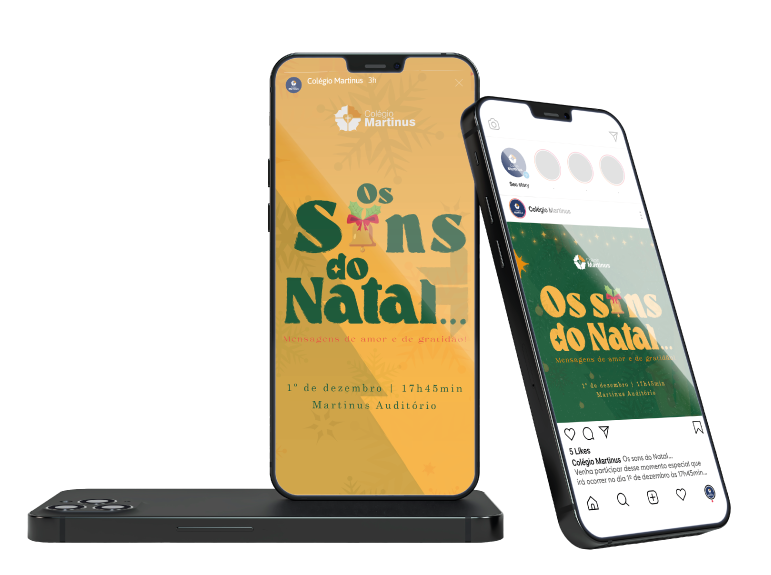 Colégio Martinus 3h
Colégio
Martinus
Os
Sons
do
Natal...
Mensagens de amor e de gratidão!
1º de dezembro | 17h45min
Martinus Auditório
Seu story
Colégio Martinus
Martinus
Os sons
do Natal...
Mensagens de amor e de gratidão!
1º de dezembro | 17h45min
Martinus Auditório
5 Likes
Colégio Martinus Os sons do Natal...
Venha participar desse momento especial que
irá ocorrer no dia 1º de dezembro às 17h45min...